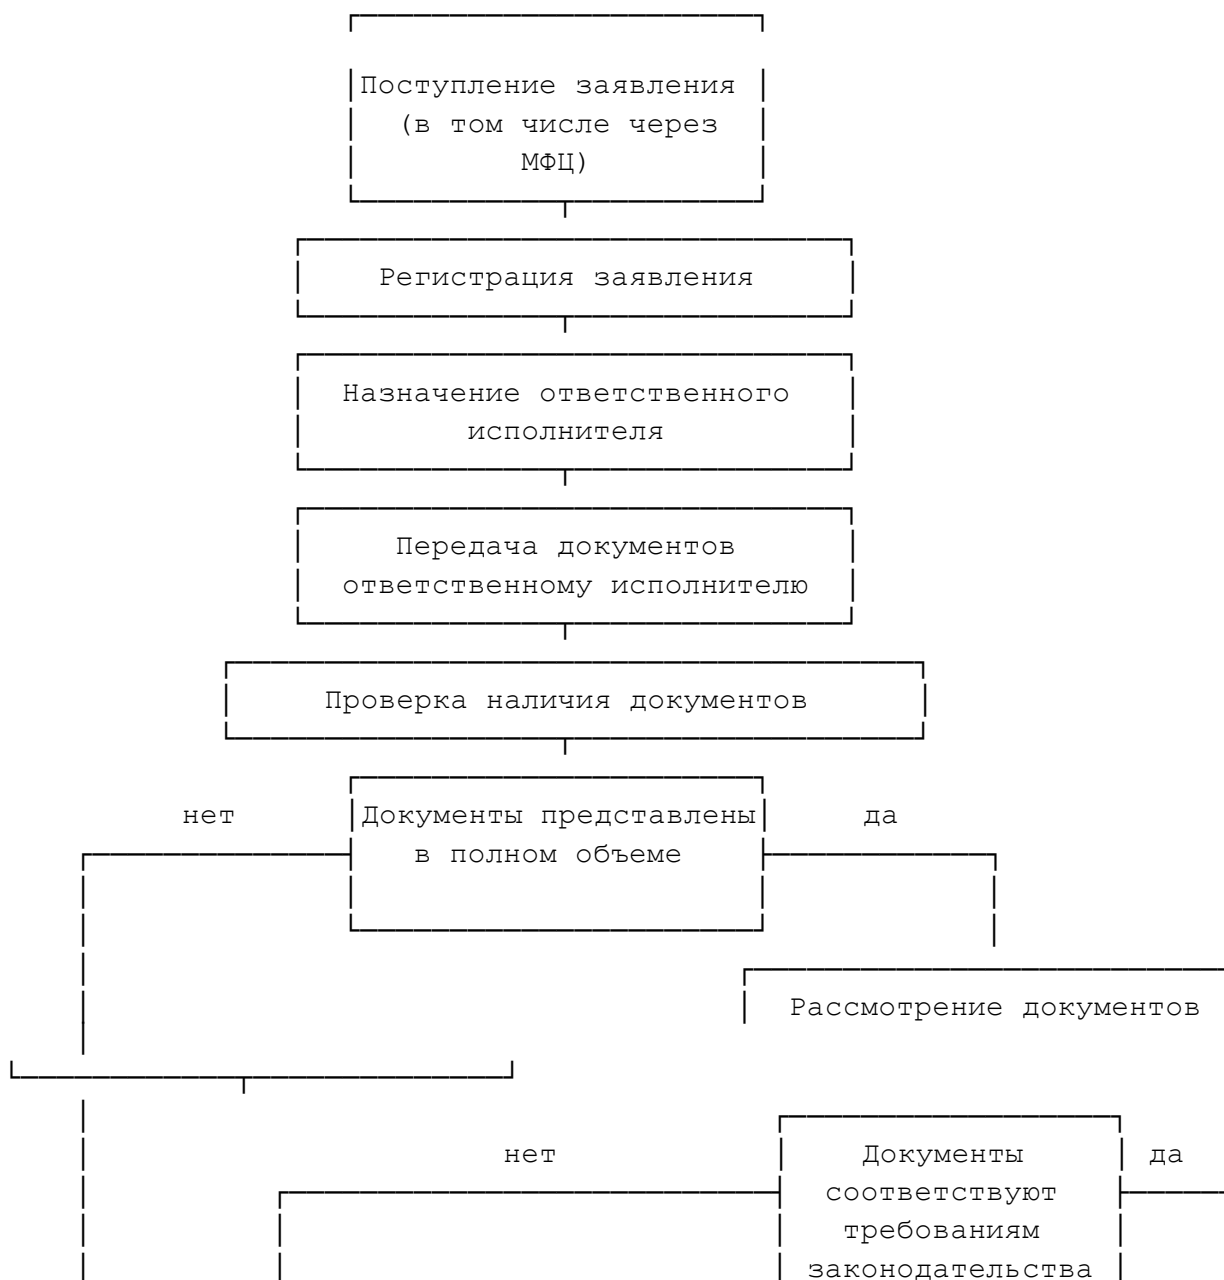 Поступление заявления
(в том числе через
МФЦ)
Регистрация заявления
Назначение ответственного
исполнителя
Передача документов
ответственному исполнителю
Проверка наличия документов
нет
Документы представлены
да
в полном объеме
Рассмотрение документов
нет
Документы
да
соответствуют
требованиям
законодательства